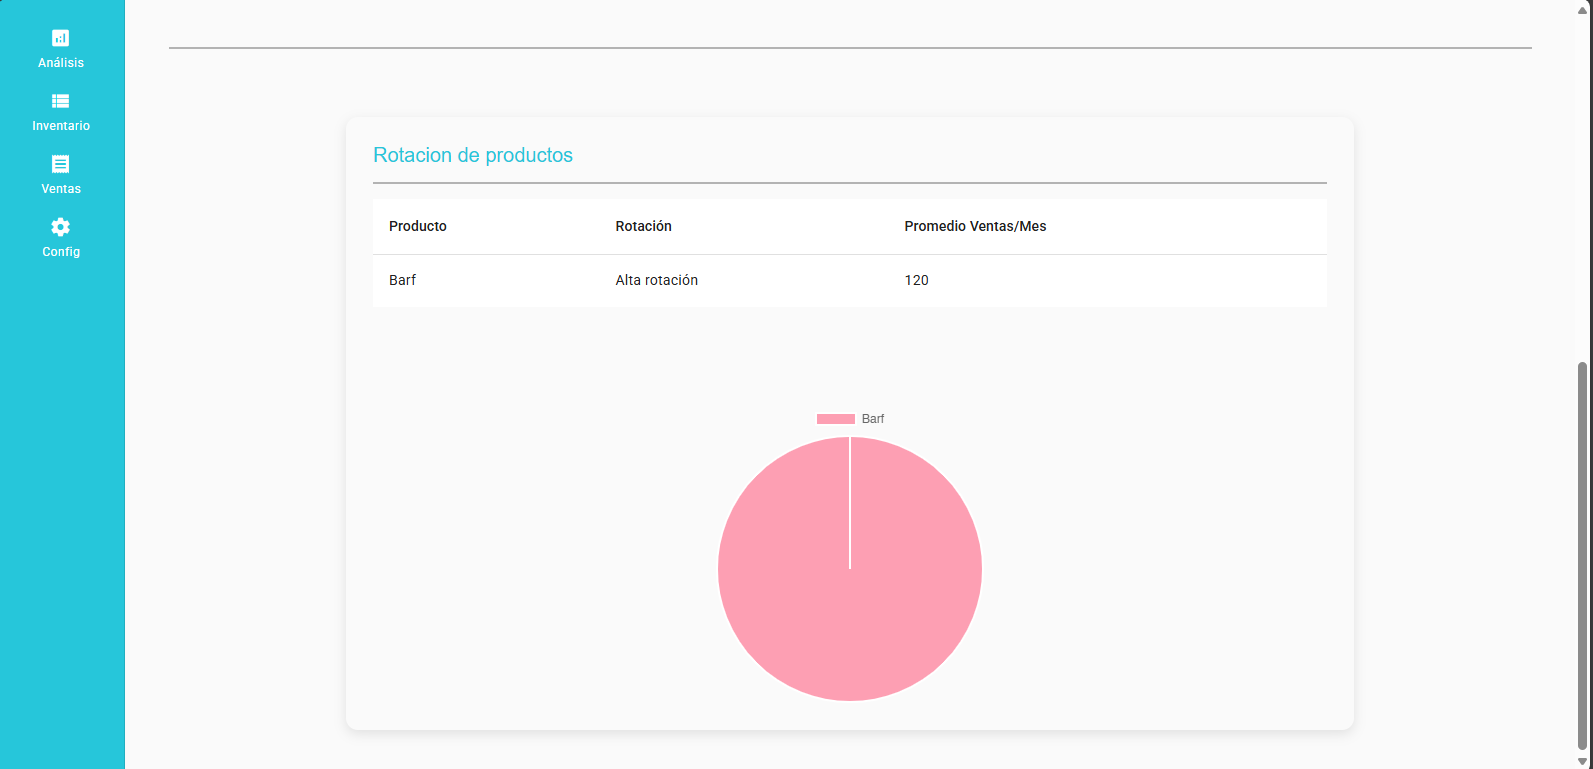 Análisis
Inventario
Ventas
Config
Rotacion de productos
Producto Rotación Promedio Ventas/Mes
Barf Alta rotación 120
Barf